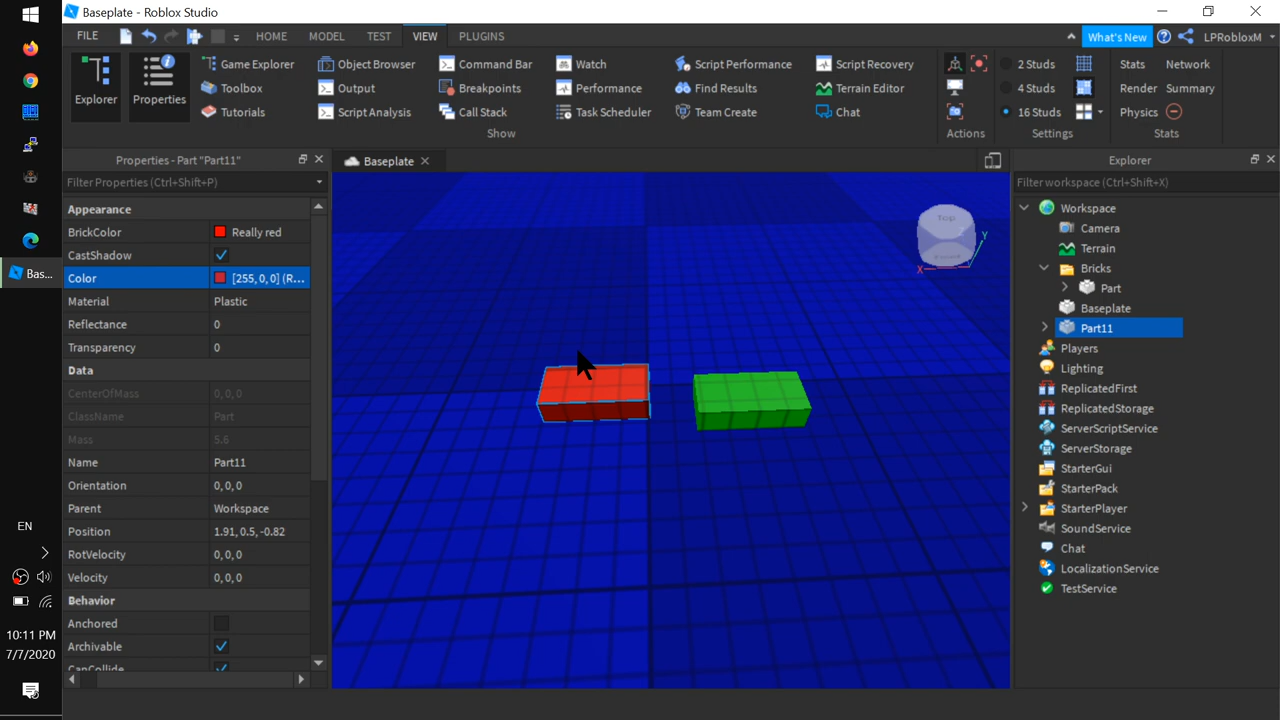 Baseplate - Roblox Studio
FILE HOME MODEL TEST VIEW PLUGINS What's New LPRobloxM
Explorer Properties
Game Explorer Object Browser Command Bar Watch Script Performance Script Recovery
Toolbox Output Breakpoints Performance Find Results Terrain Editor
Tutorials Script Analysis Call Stack Task Scheduler Team Create Chat
2 Studs
4 Studs
16 Studs
Stats Network
Render Summary
Physics
Show Actions Settings Stats
Properties - Part "Part11"
Filter Properties (Ctrl+Shift+P)
Appearance
BrickColor Really red
CastShadow
Color [255, 0, 0] (R...
Material Plastic
Reflectance 0
Transparency 0
Data
CenterOfMass 0, 0, 0
ClassName Part
Mass 5.6
Name Part11
Orientation 0, 0, 0
Parent Workspace
Position 1.91, 0.5, -0.82
RotVelocity 0, 0, 0
Velocity 0, 0, 0
Behavior
Anchored
Archivable
CanCollide
Baseplate
Top
X
Y
Z
Explorer
Filter workspace (Ctrl+Shift+X)
Workspace
Camera
Terrain
Bricks
Part
Baseplate
Part11
Players
Lighting
ReplicatedFirst
ReplicatedStorage
ServerScriptService
ServerStorage
StarterGui
StarterPack
StarterPlayer
SoundService
Chat
LocalizationService
TestService
Bas...
EN
10:11 PM
7/7/2020